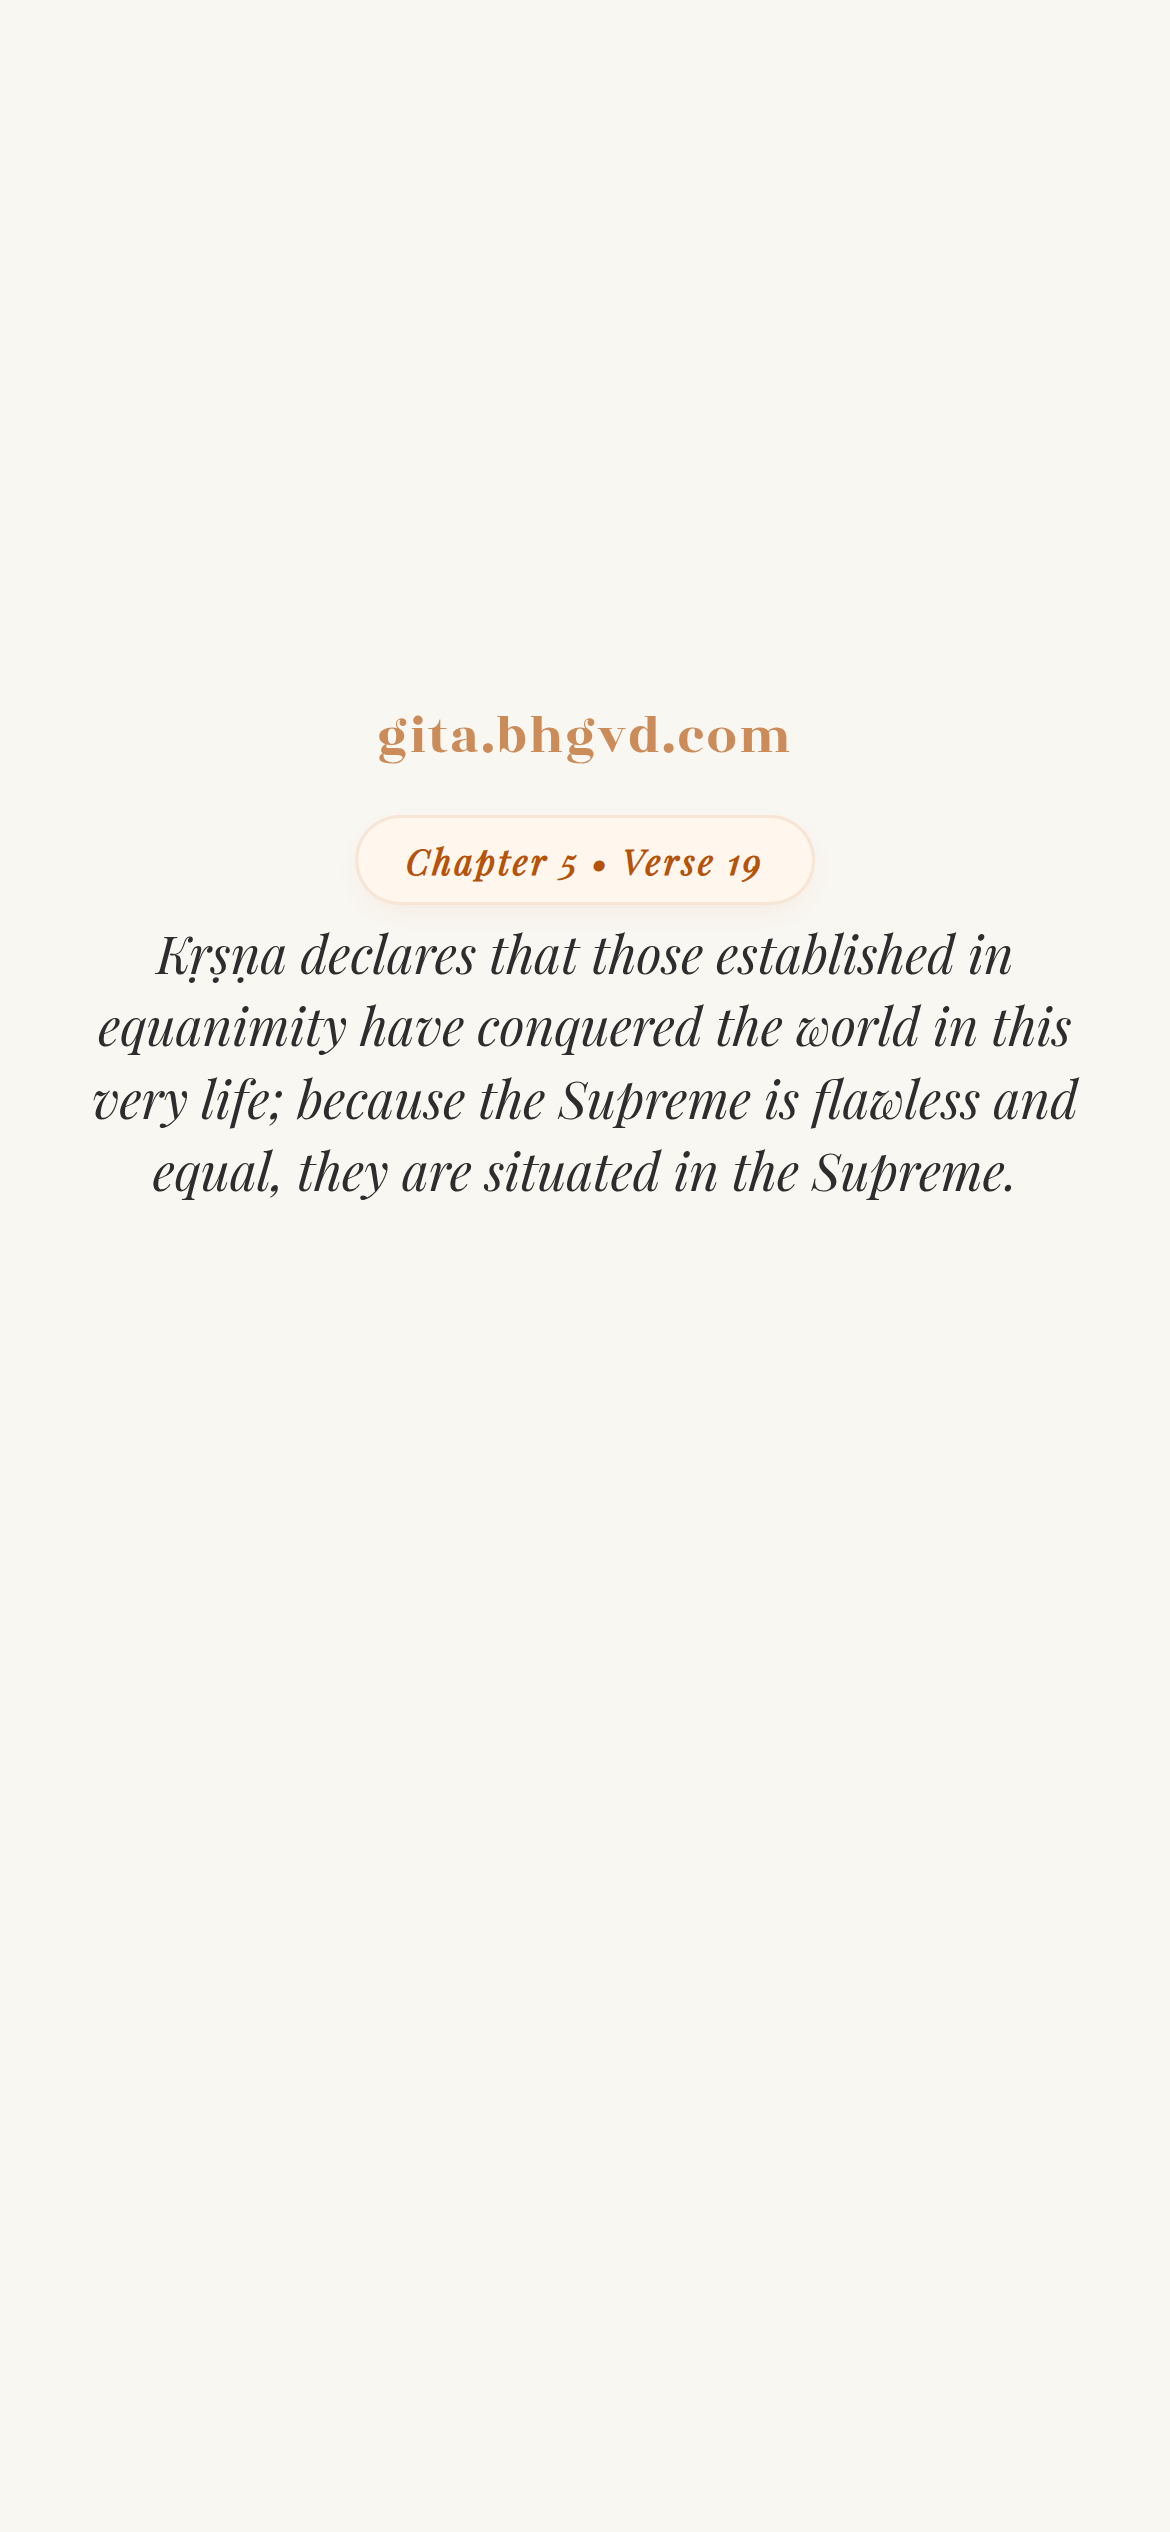 gita.bhgvd.com
Chapter 5 • Verse 19
Kṛṣṇa declares that those established in
equanimity have conquered the world in this
very life; because the Supreme is flawless and
equal, they are situated in the Supreme.